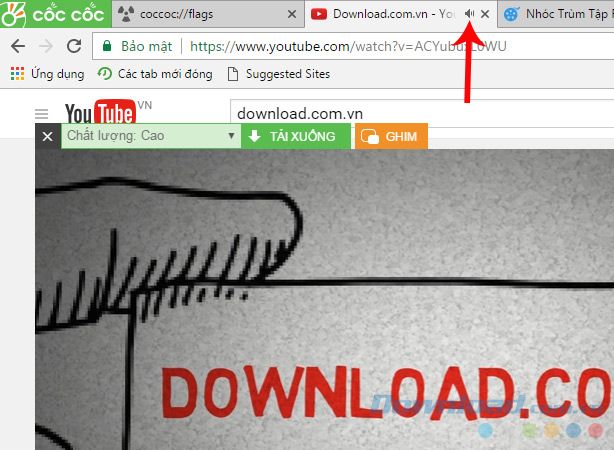 cốc cốc
coccoc://flags
Download.com.vn - You
Nhóc Trùm Tập
Bảo mật
https://www.youtube.com/watch?v=
Ứng dụng
Các tab mới đóng
Suggested Sites
YouTube VN
download.com.vn
Chất lượng: Cao
TẢI XUỐNG
GHIM
DOWNLOAD.CO
Download.com.vn